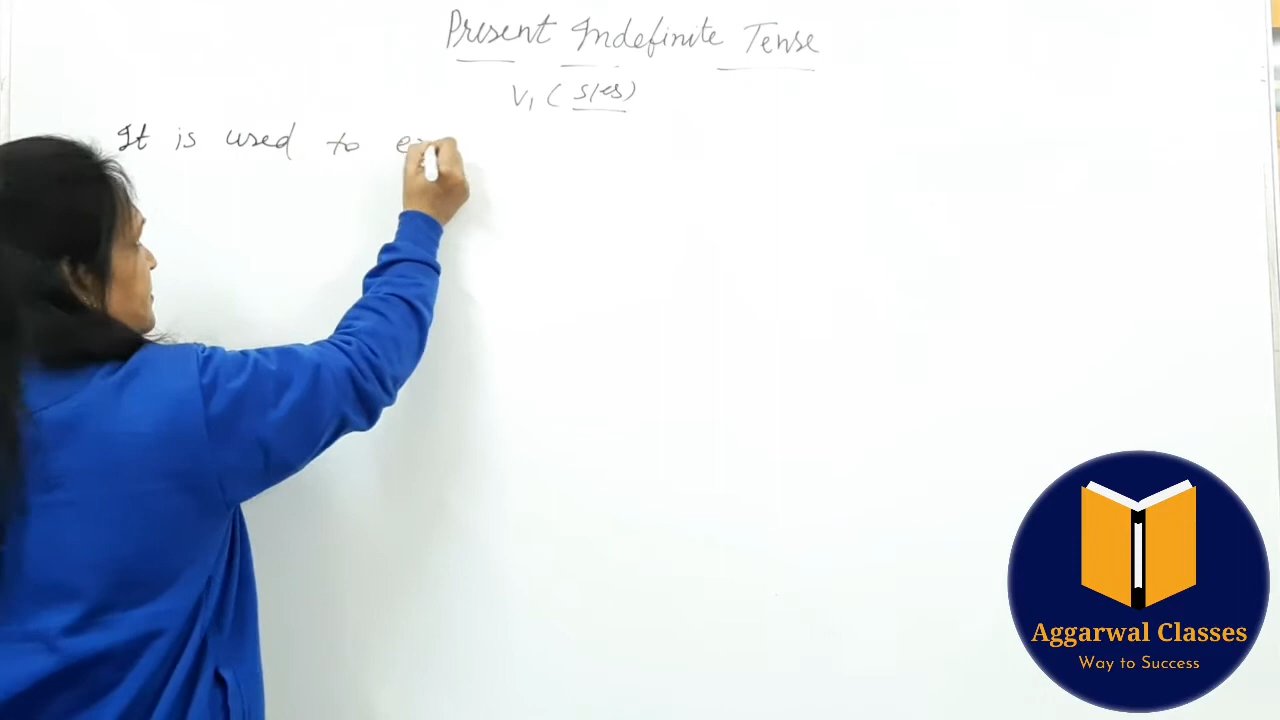 Present Indefinite Tense
V₁ (s/es)
It is used to
Aggarwal Classes
Way to Success